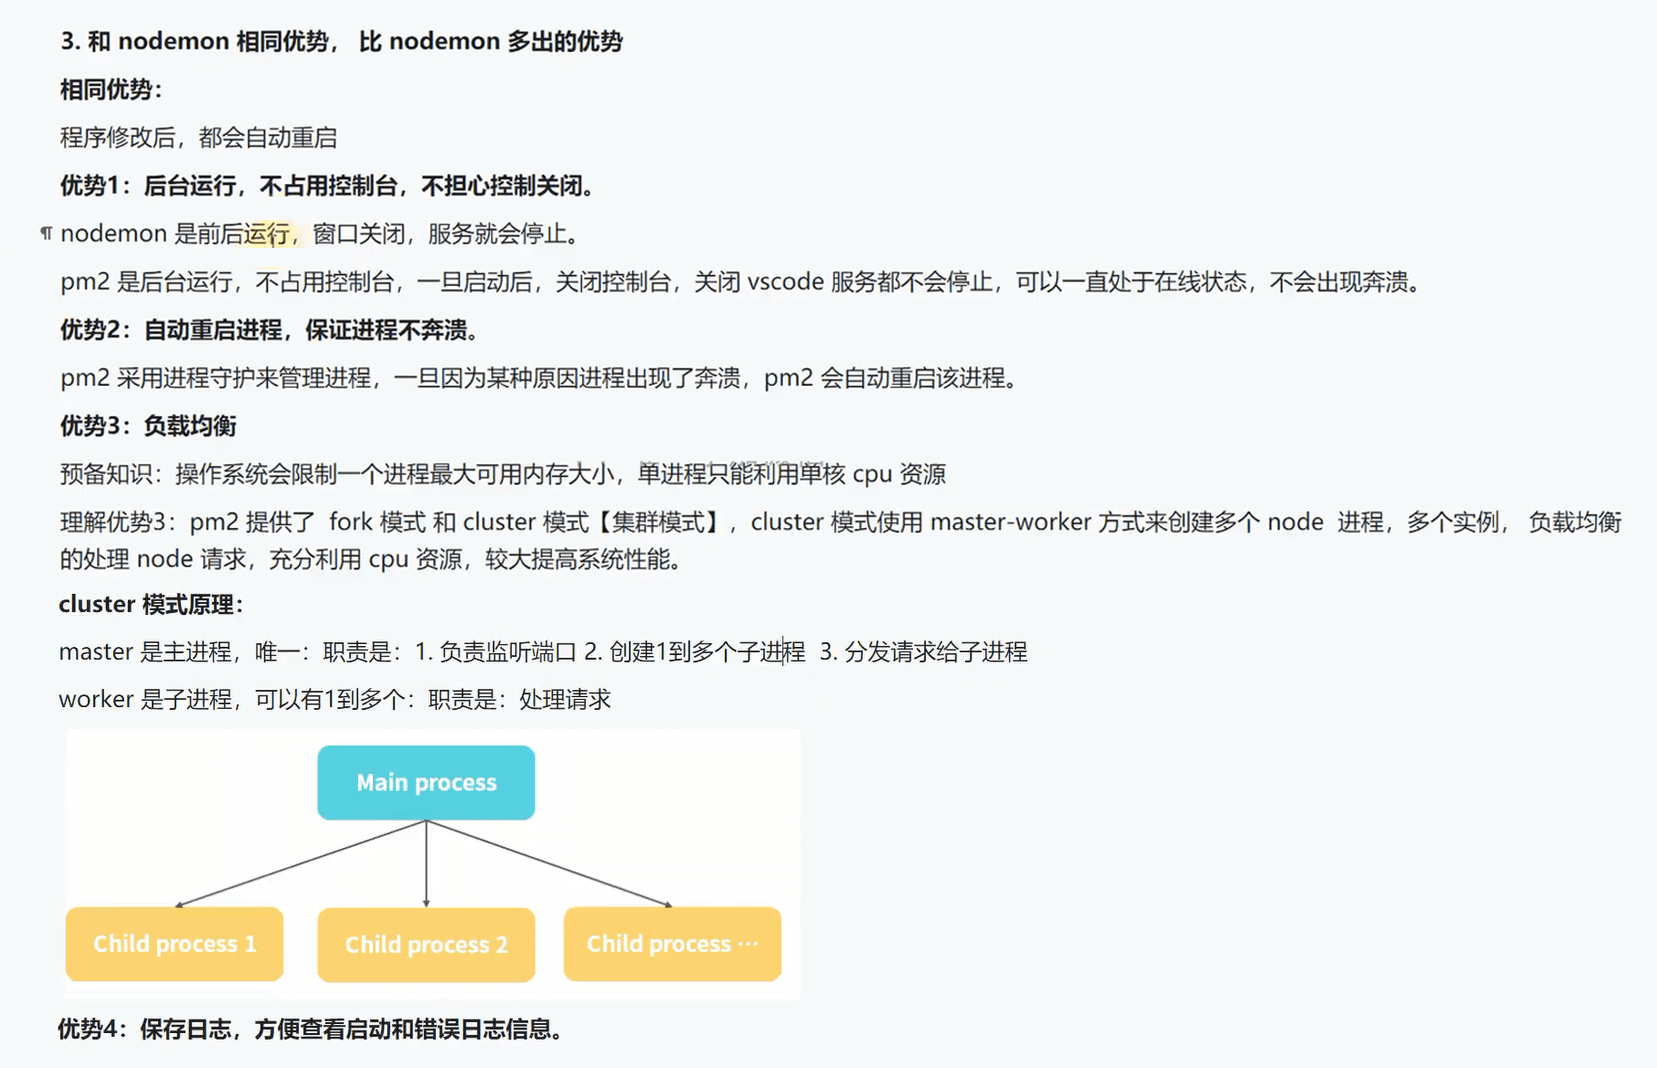 3. 和 nodemon 相同优势， 比 nodemon 多出的优势
相同优势：
程序修改后，都会自动重启
优势1：后台运行，不占用控制台，不担心控制关闭。
nodemon 是前后运行，窗口关闭，服务就会停止。
pm2 是后台运行，不占用控制台，一旦启动后，关闭控制台，关闭 vscode 服务都不会停止，可以一直处于在线状态，不会出现奔溃。
优势2：自动重启进程，保证进程不奔溃。
pm2 采用进程守护来管理进程，一旦因为某种原因进程出现了奔溃，pm2 会自动重启该进程。
优势3：负载均衡
预备知识：操作系统会限制一个进程最大可用内存大小，单进程只能利用单核 cpu 资源
理解优势3：pm2 提供了 fork 模式 和 cluster 模式【集群模式】，cluster 模式使用 master-worker 方式来创建多个 node 进程，多个实例， 负载均衡
的处理 node 请求，充分利用 cpu 资源，较大提高系统性能。
cluster 模式原理：
master 是主进程，唯一：职责是：1. 负责监听端口 2. 创建1到多个子进程 3. 分发请求给子进程
worker 是子进程，可以有1到多个：职责是：处理请求
Main process
Child process 1
Child process 2
Child process ···
优势4：保存日志，方便查看启动和错误日志信息。